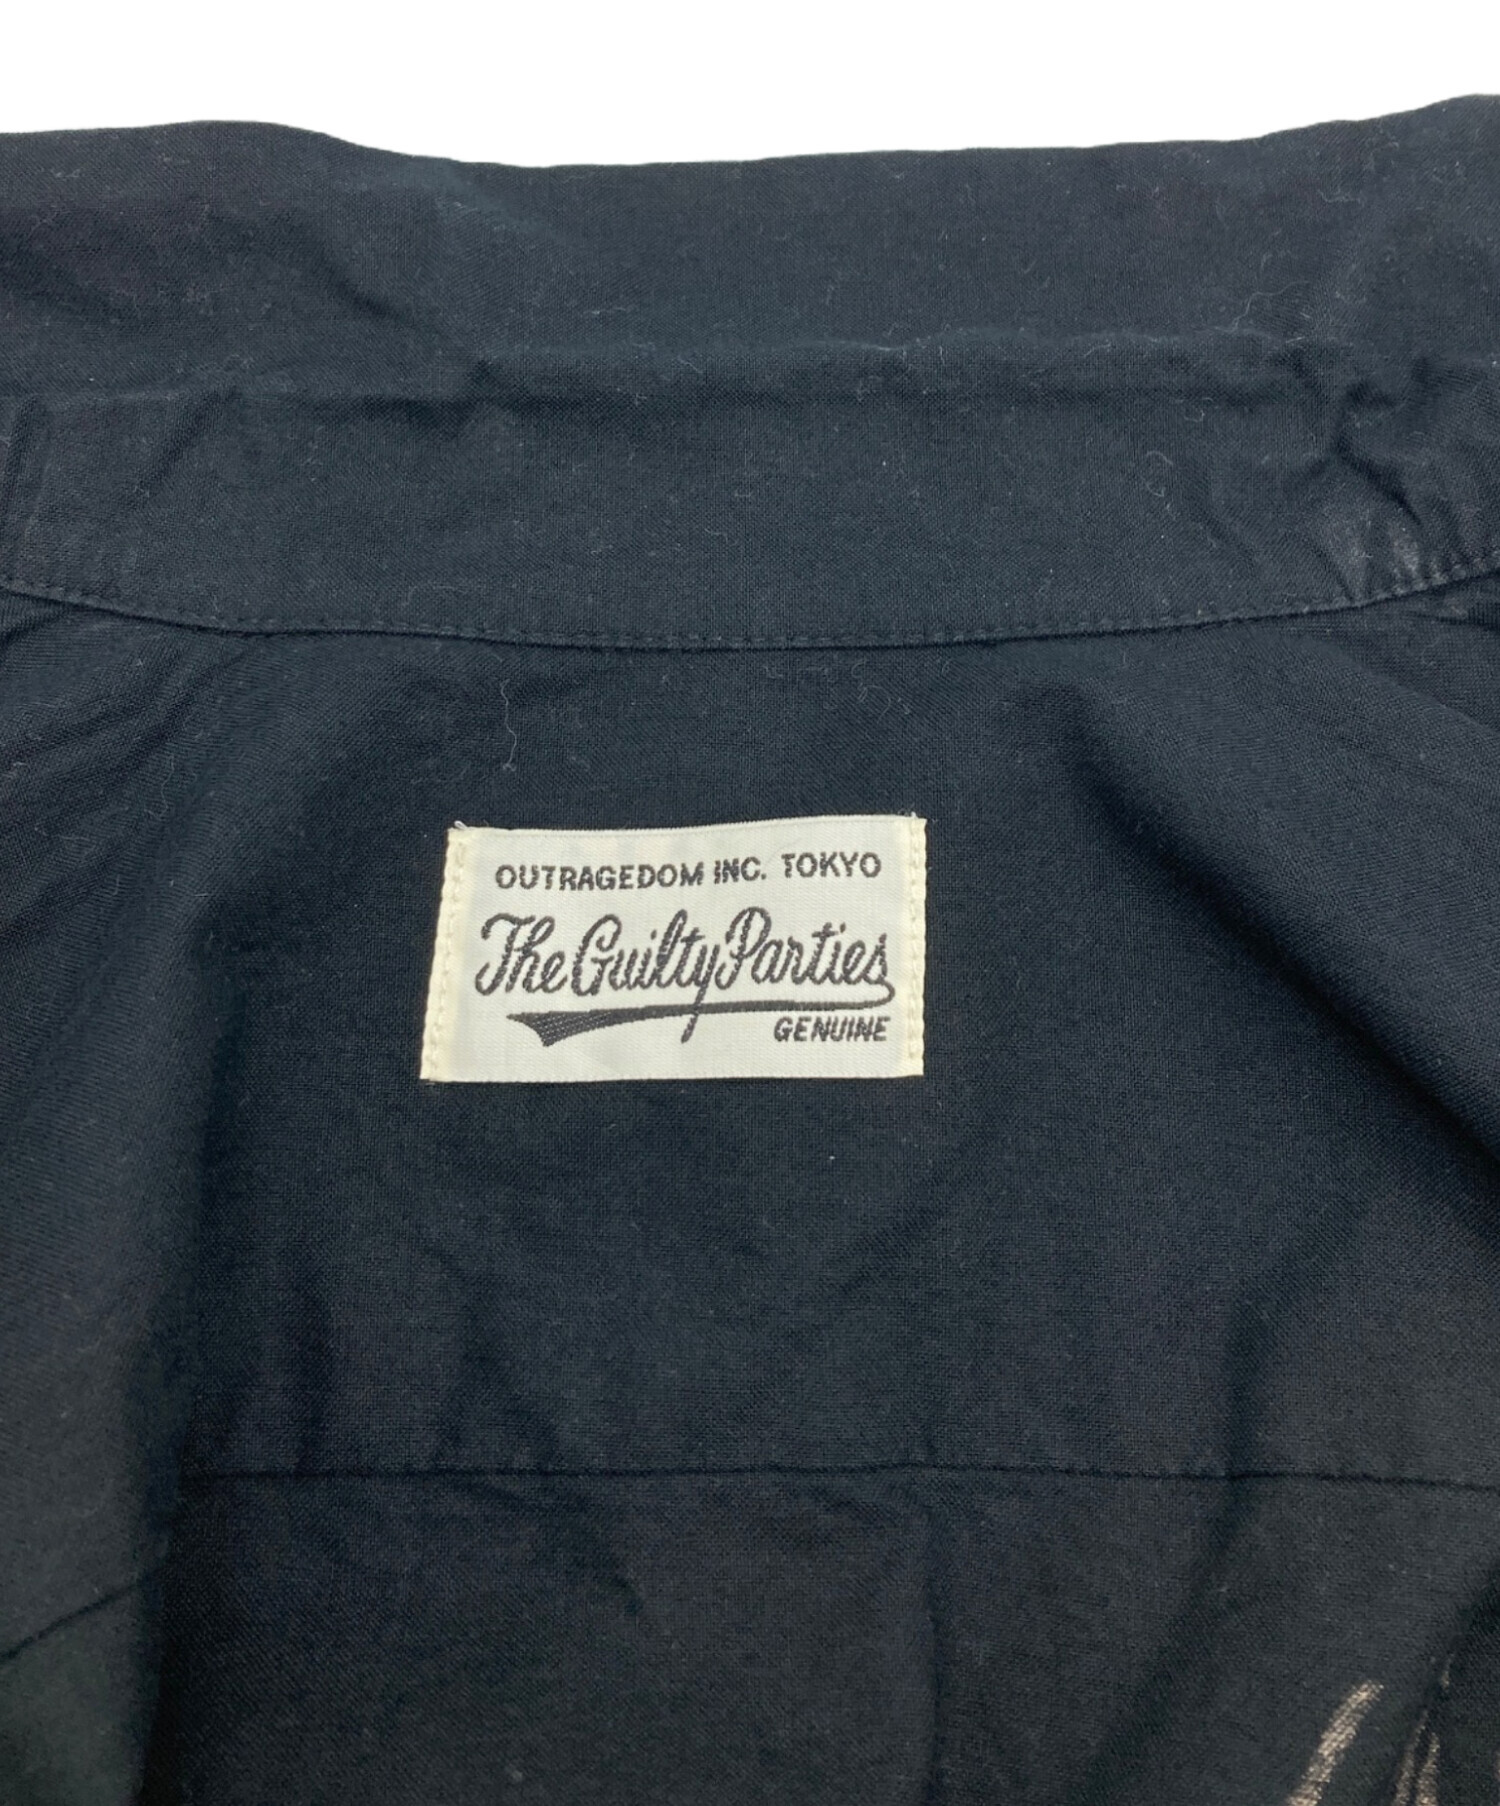 OUTRAGEDOM INC. TOKYO
The Guilty Parties
GENUINE